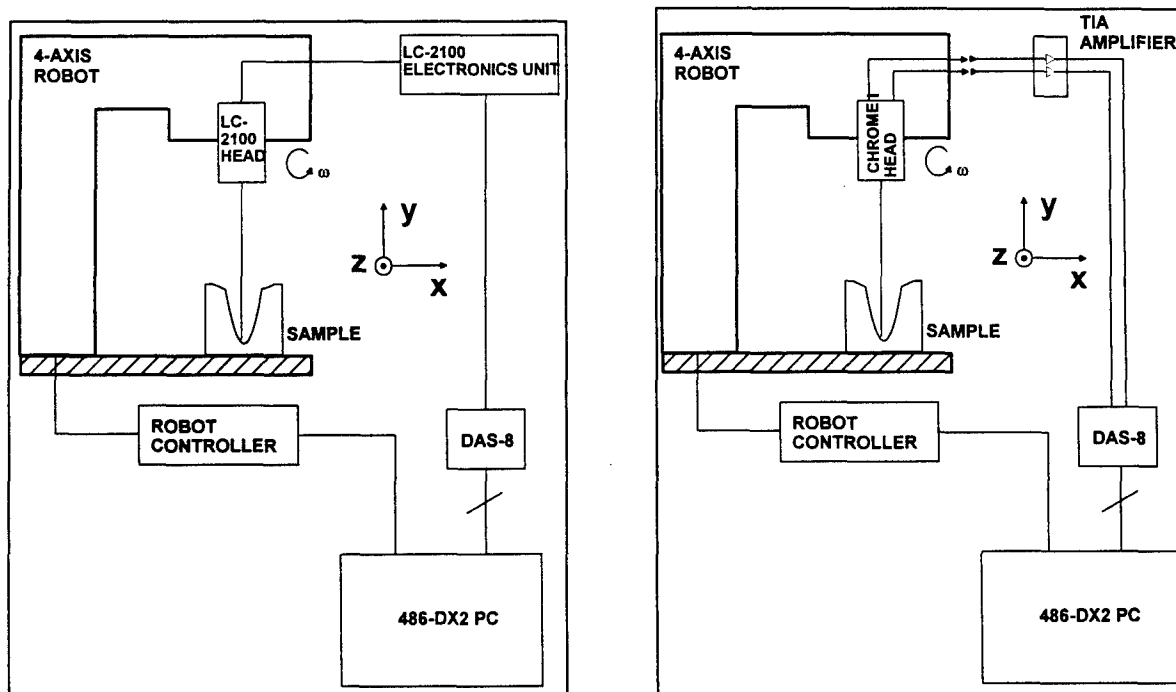 4-AXIS
ROBOT
LC-2100
ELECTRONICS UNIT
LC-
2100
HEAD
ω
y
z
x
SAMPLE
ROBOT
CONTROLLER
DAS-8
486-DX2 PC
TIA
AMPLIFIER
4-AXIS
ROBOT
CHROMET
HEAD
ω
y
z
x
SAMPLE
ROBOT
CONTROLLER
DAS-8
486-DX2 PC